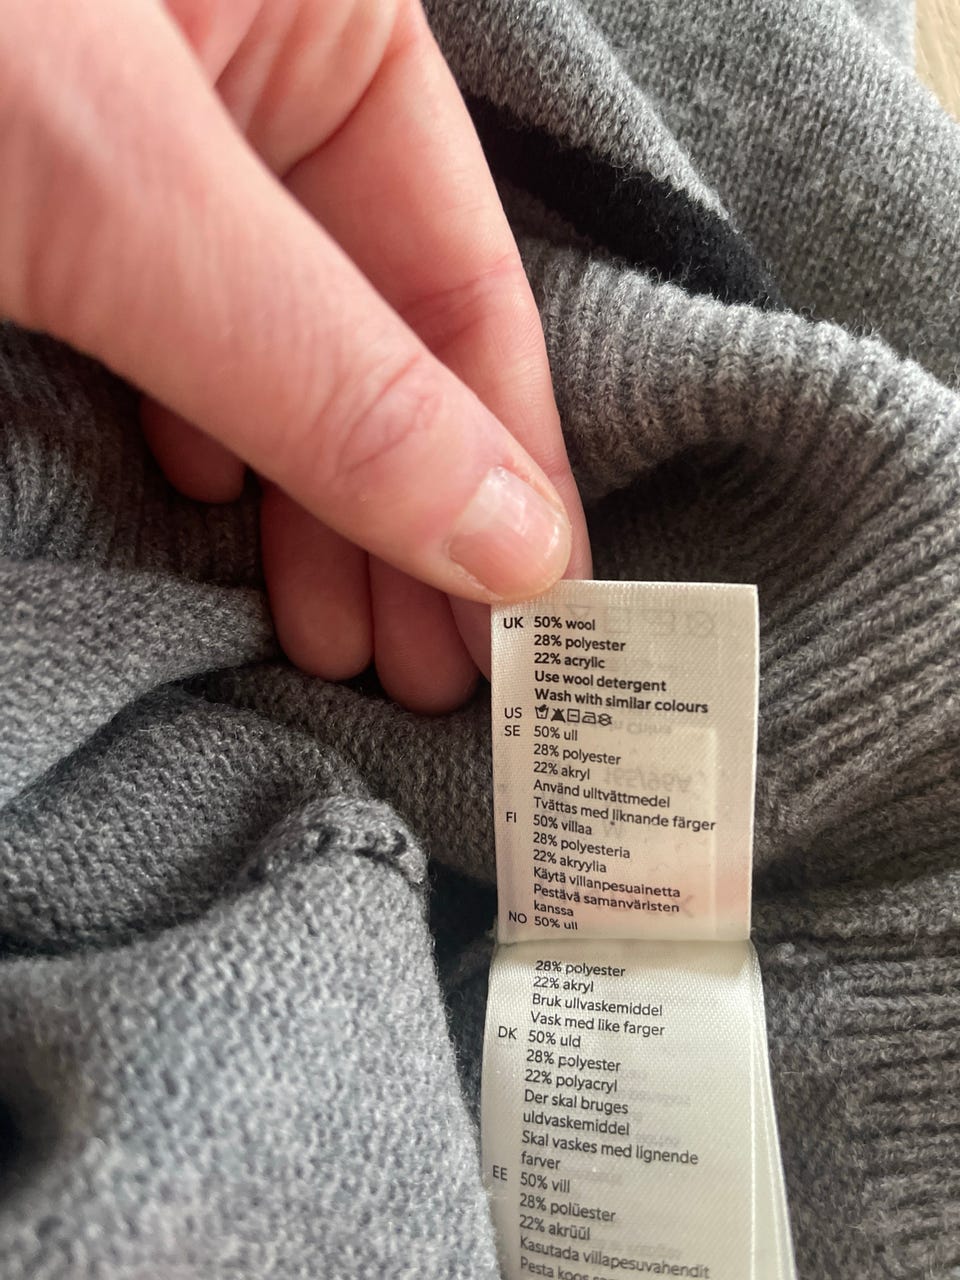 UK 50% wool
28% polyester
22% acrylic
Use wool detergent
Wash with similar colours
US
SE 50% ull
28% polyester
22% akryl
Använd ulltvättmedel
Tvättas med liknande färger
FI 50% villaa
28% polyesteria
22% akryylia
Käytä villanpesuainetta
Pestävä samanväristen
kanssa
NO 50% ull
28% polyester
22% akryl
Bruk ullvaskemiddel
Vask med like farger
DK 50% uld
28% polyester
22% polyacryl
Der skal bruges
uldvaskemiddel
Skal vaskes med lignende
farver
EE 50% vill
28% polüester
22% akrüül
Kasutada villapesuvahendit
Pesta koos